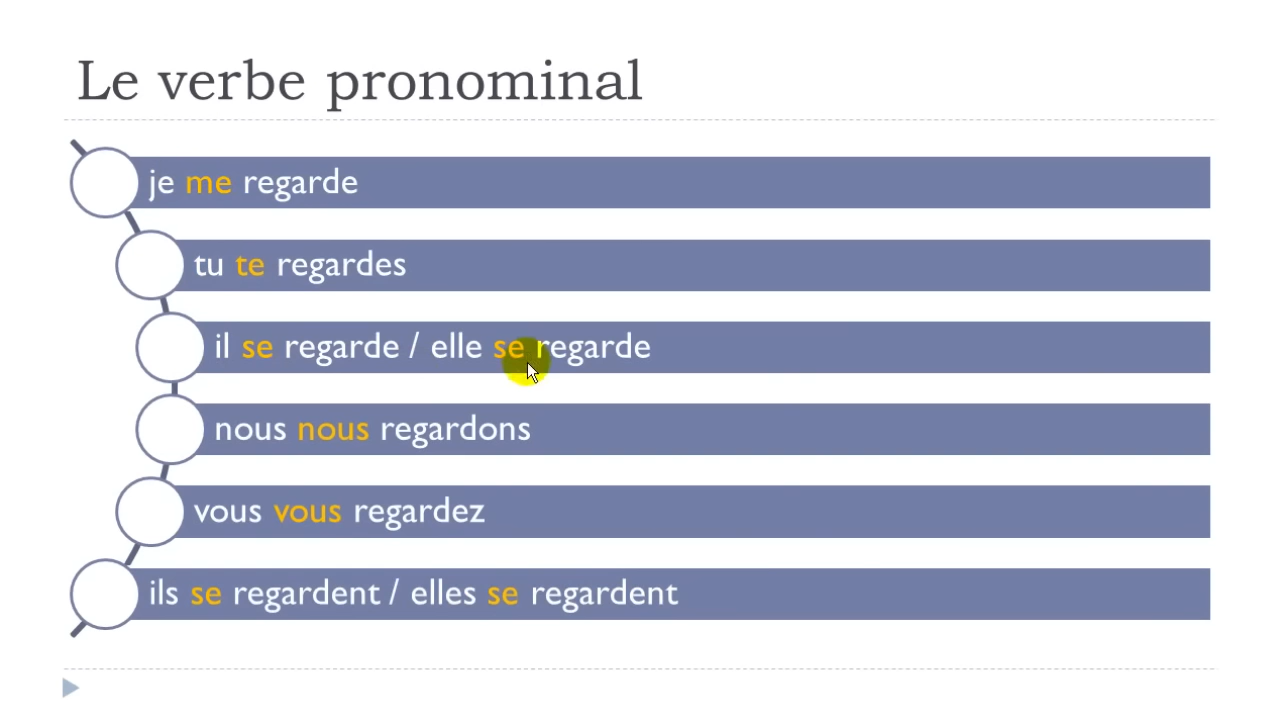 Le verbe pronominal
je me regarde
tu te regardes
il se regarde / elle se regarde
nous nous regardons
vous vous regardez
ils se regardent / elles se regardent